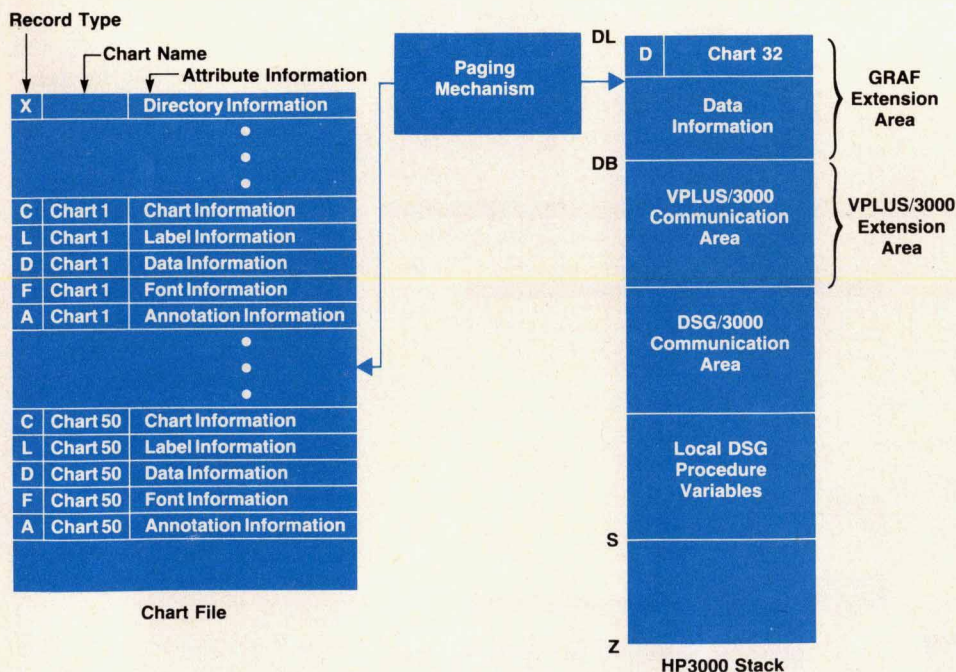 Record Type
Chart Name
Attribute Information
X Directory Information
C Chart 1 Chart Information
L Chart 1 Label Information
D Chart 1 Data Information
F Chart 1 Font Information
A Chart 1 Annotation Information
C Chart 50 Chart Information
L Chart 50 Label Information
D Chart 50 Data Information
F Chart 50 Font Information
A Chart 50 Annotation Information
Chart File
Paging
Mechanism
DL
D Chart 32
Data
Information
GRAF
Extension
Area
DB
VPLUS/3000
Communication
Area
VPLUS/3000
Extension
Area
DSG/3000
Communication
Area
Local DSG
Procedure
Variables
S
Z
HP3000 Stack